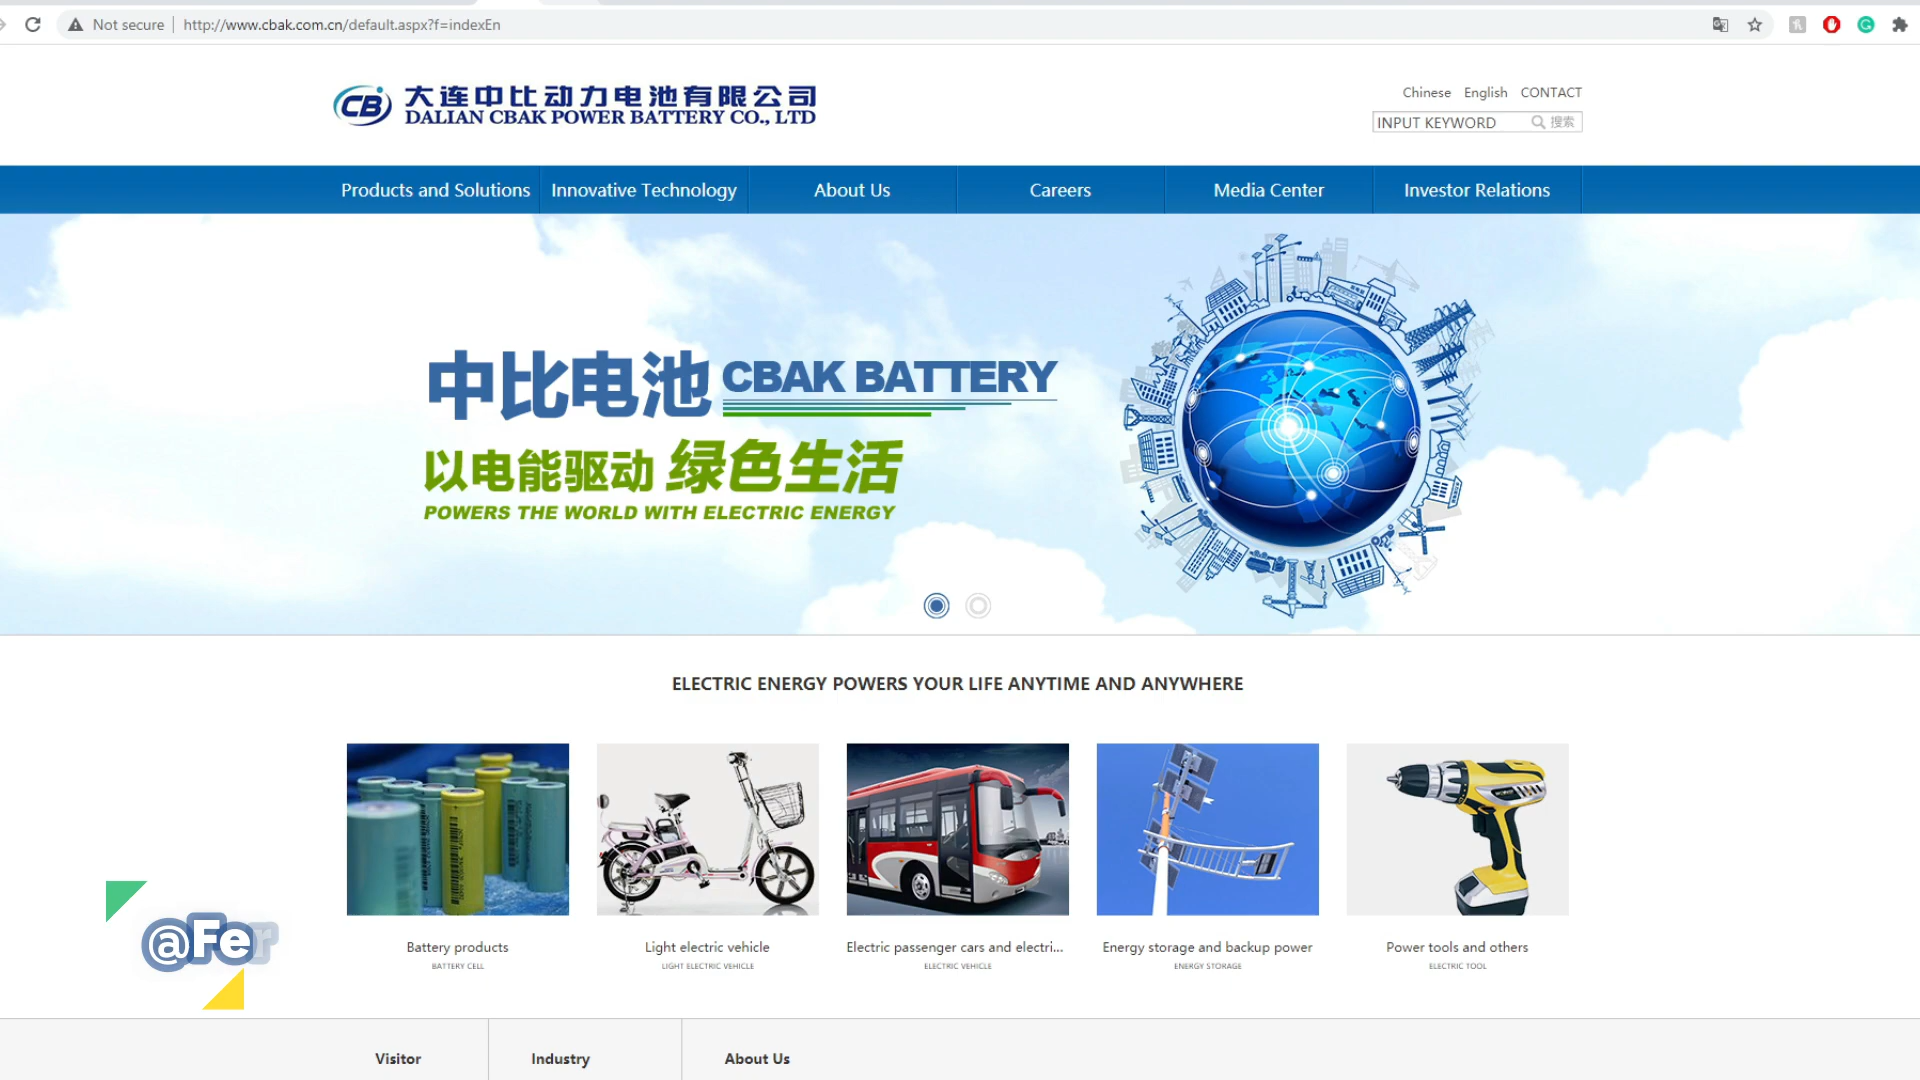 Not secure
http://www.cbak.com.cn/default.aspx?f=indexEn
CB
大连中比动力电池有限公司
DALIAN CBAK POWER BATTERY CO., LTD
Chinese English CONTACT
INPUT KEYWORD 搜索
Products and Solutions
Innovative Technology
About Us
Careers
Media Center
Investor Relations
中比电池 CBAK BATTERY
以电能驱动 绿色生活
POWERS THE WORLD WITH ELECTRIC ENERGY
ELECTRIC ENERGY POWERS YOUR LIFE ANYTIME AND ANYWHERE
Battery products
BATTERY CELL
Light electric vehicle
LIGHT ELECTRIC VEHICLE
Electric passenger cars and electri...
ELECTRIC VEHICLE
Energy storage and backup power
ENERGY STORAGE
Power tools and others
ELECTRIC TOOL
@Fer
Visitor
Industry
About Us